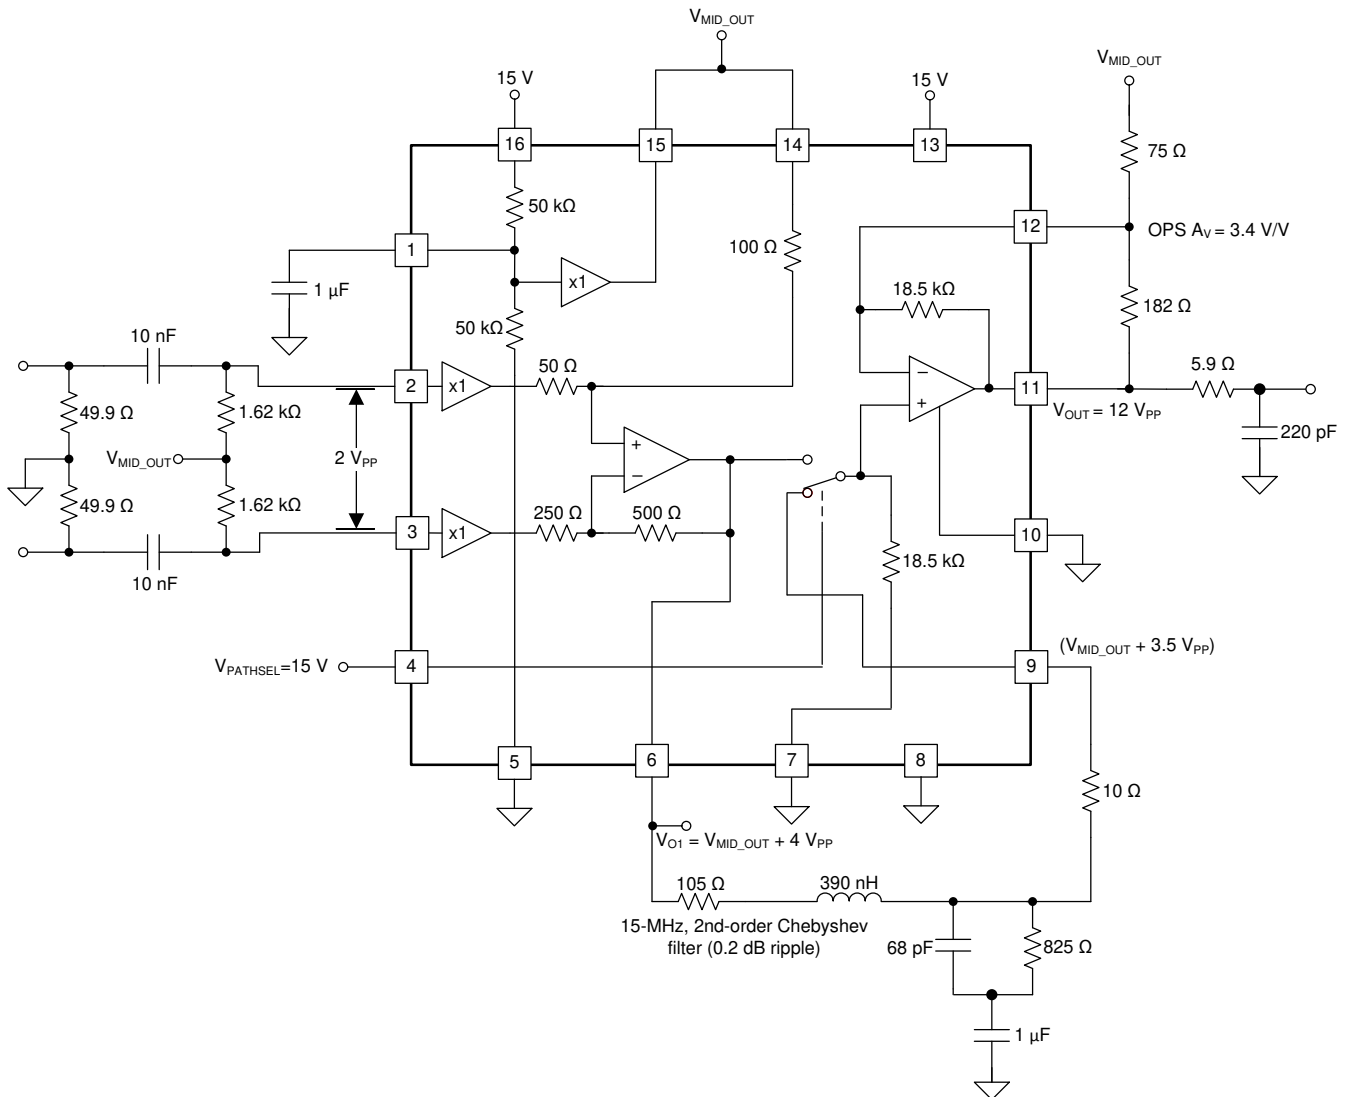 V_MID_OUT
15 V
15 V
V_MID_OUT
16
15
14
13
75 Ω
50 kΩ
12
OPS A_V = 3.4 V/V
1
100 Ω
x1
1 µF
18.5 kΩ
182 Ω
50 kΩ
10 nF
50 Ω
5.9 Ω
2
x1
−
+
11
49.9 Ω
1.62 kΩ
V_OUT = 12 V_PP
220 pF
+
−
V_MID_OUT
2 V_PP
49.9 Ω
1.62 kΩ
250 Ω
500 Ω
3
x1
10
18.5 kΩ
10 nF
(V_MID_OUT + 3.5 V_PP)
V_PATHSEL=15 V
4
9
5
6
7
8
10 Ω
V_O1 = V_MID_OUT + 4 V_PP
105 Ω
390 nH
15-MHz, 2nd-order Chebyshev
filter (0.2 dB ripple)
68 pF
825 Ω
1 µF